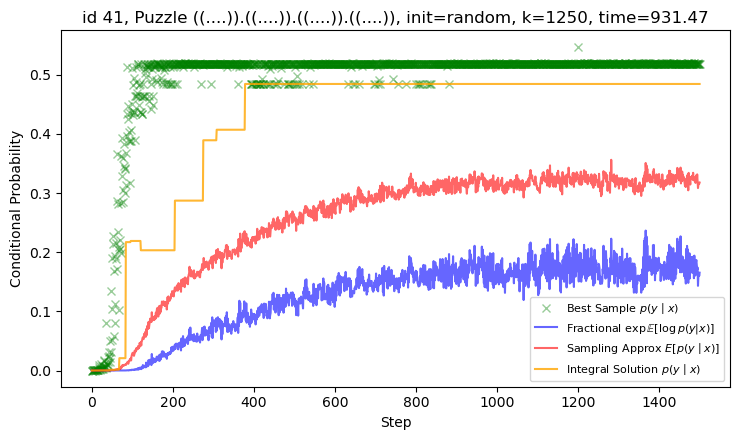 id 41, Puzzle ((....)).((....)).((....)).((....)), init=random, k=1250, time=931.47
Conditional Probability
0.5
0.4
0.3
0.2
0.1
0.0
Best Sample p(y | x)
Fractional exp𝔼[log p(y|x)]
Sampling Approx E[p(y | x)]
Integral Solution p(y | x)
0 200 400 600 800 1000 1200 1400
Step